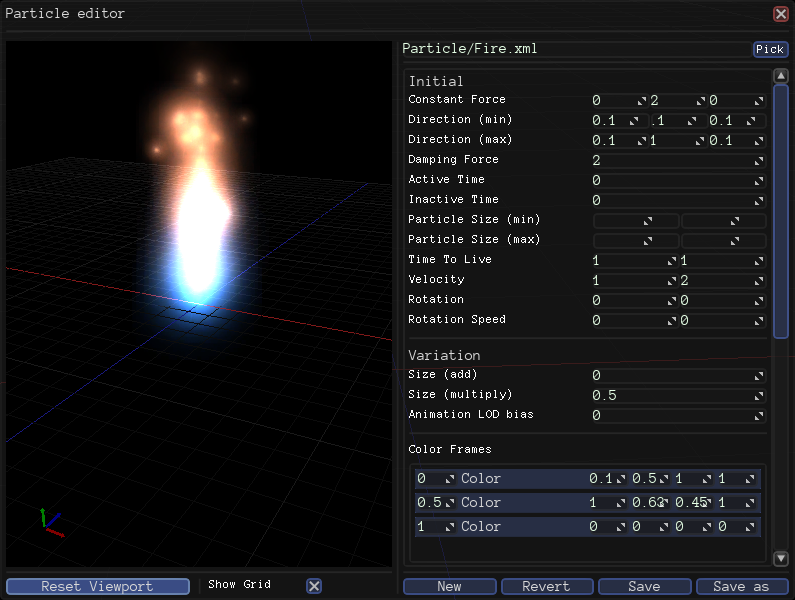 Particle editor
Particle/Fire.xml Pick
Initial
Constant Force 0 2 0
Direction (min) 0.1 .1 0.1
Direction (max) 0.1 1 0.1
Damping Force 2
Active Time 0
Inactive Time 0
Particle Size (min)
Particle Size (max)
Time To Live 1 1
Velocity 1 2
Rotation 0 0
Rotation Speed 0 0
Variation
Size (add) 0
Size (multiply) 0.5
Animation LOD bias 0
Color Frames
0 Color 0.1 0.5 1 1
0.5 Color 1 0.63 0.45 1
1 Color 0 0 0 0
Reset Viewport Show Grid New Revert Save Save as